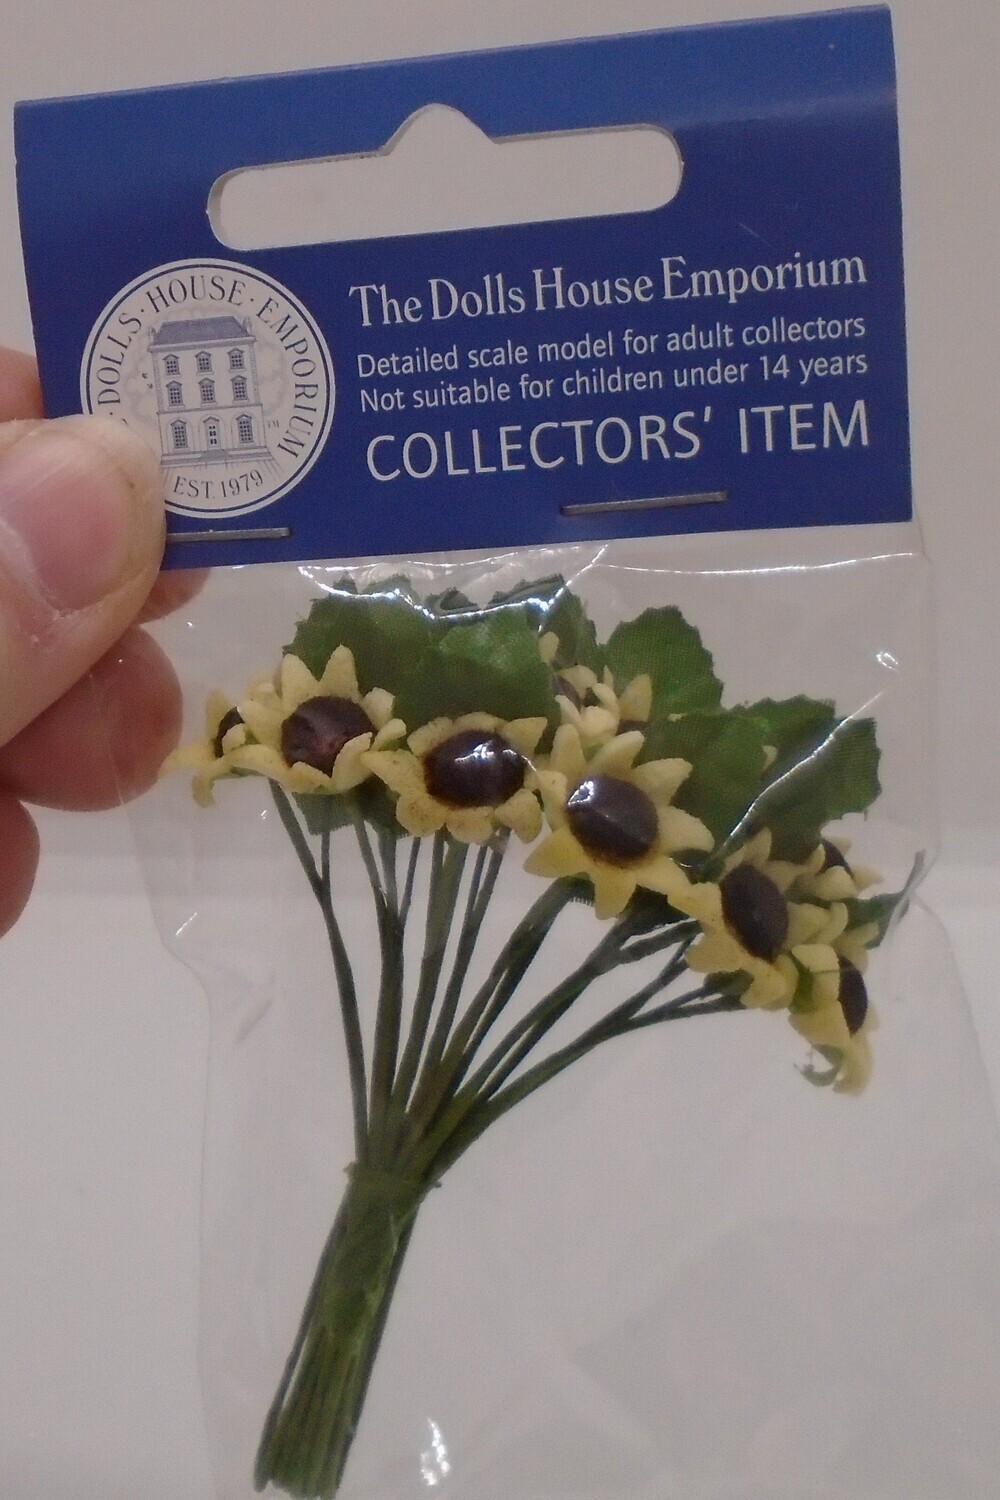 DOLLS · HOUSE · EMPORIUM
TM
EST. 1979
The Dolls House Emporium
Detailed scale model for adult collectors
Not suitable for children under 14 years
COLLECTORS' ITEM